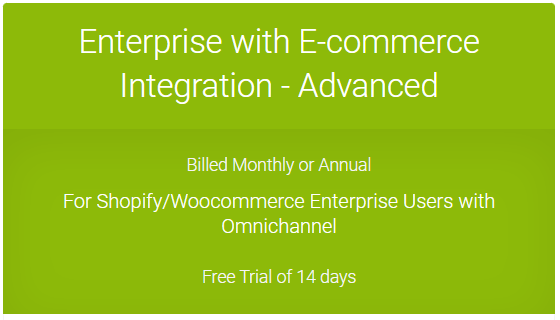 Enterprise with E-commerce
Integration - Advanced
Billed Monthly or Annual
For Shopify/Woocommerce Enterprise Users with
Omnichannel
Free Trial of 14 days